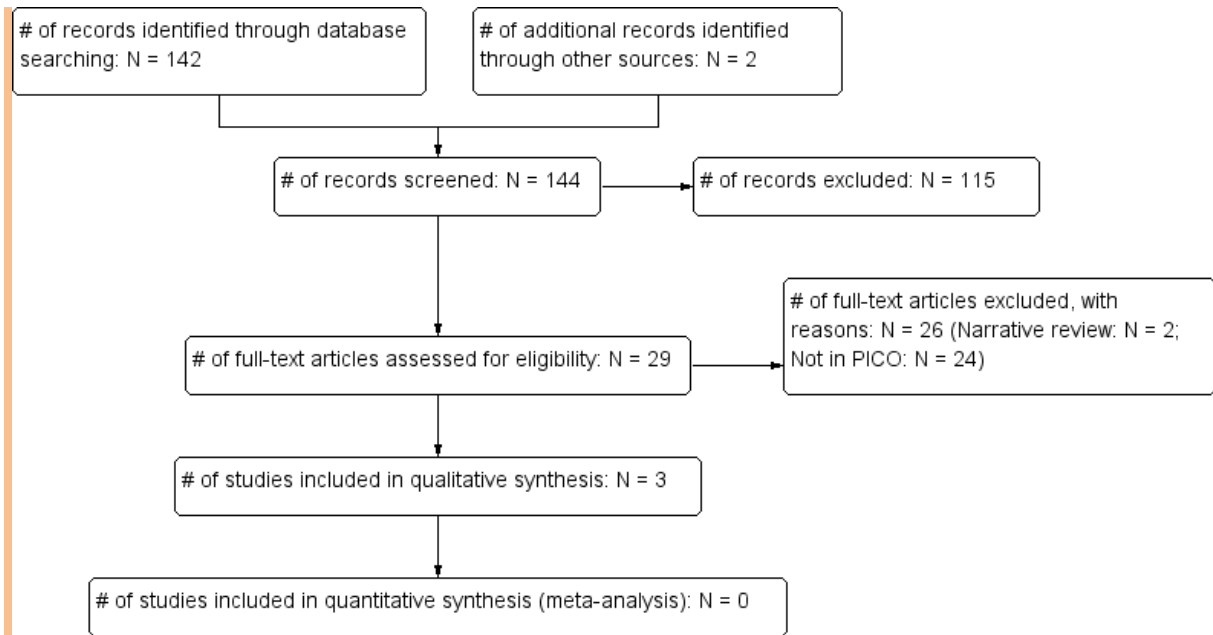 # of records identified through database
searching: N = 142
# of additional records identified
through other sources: N = 2
# of records screened: N = 144
# of records excluded: N = 115
# of full-text articles excluded, with
reasons: N = 26 (Narrative review: N = 2;
Not in PICO: N = 24)
# of full-text articles assessed for eligibility: N = 29
# of studies included in qualitative synthesis: N = 3
# of studies included in quantitative synthesis (meta-analysis): N = 0